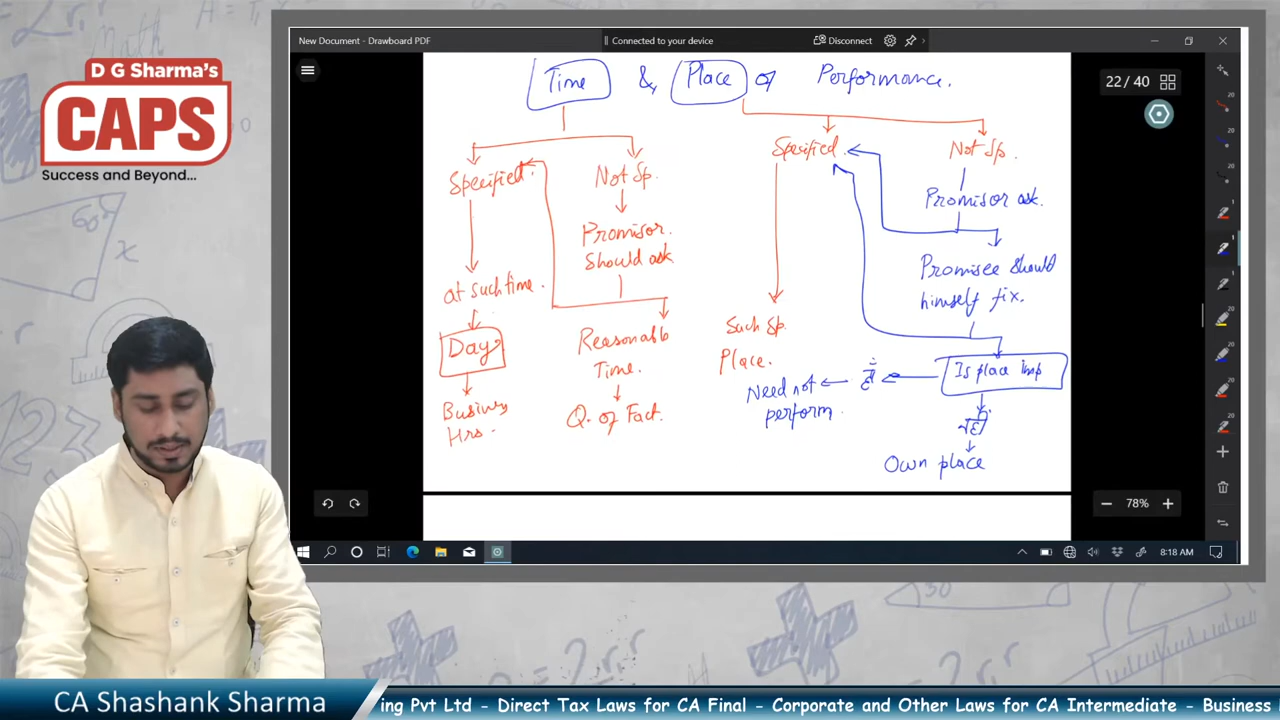 D G Sharma's
CAPS
Success and Beyond...
New Document - Drawboard PDF
Connected to your device
Disconnect
22 / 40
Time & Place of Performance.
Specified.
Not Sp.
Promisor
Should ask
at such time.
Day
Business
Hrs.
Reasonable
Time.
Q. of Fact.
Specified.
Not Sp.
Promisor ask.
Promisee should
himself fix.
Such Sp.
Place.
Is place imp
हाँ
Need not
perform.
नहीं
Own place
78%
8:18 AM
CA Shashank Sharma
ing Pvt Ltd - Direct Tax Laws for CA Final - Corporate and Other Laws for CA Intermediate - Business